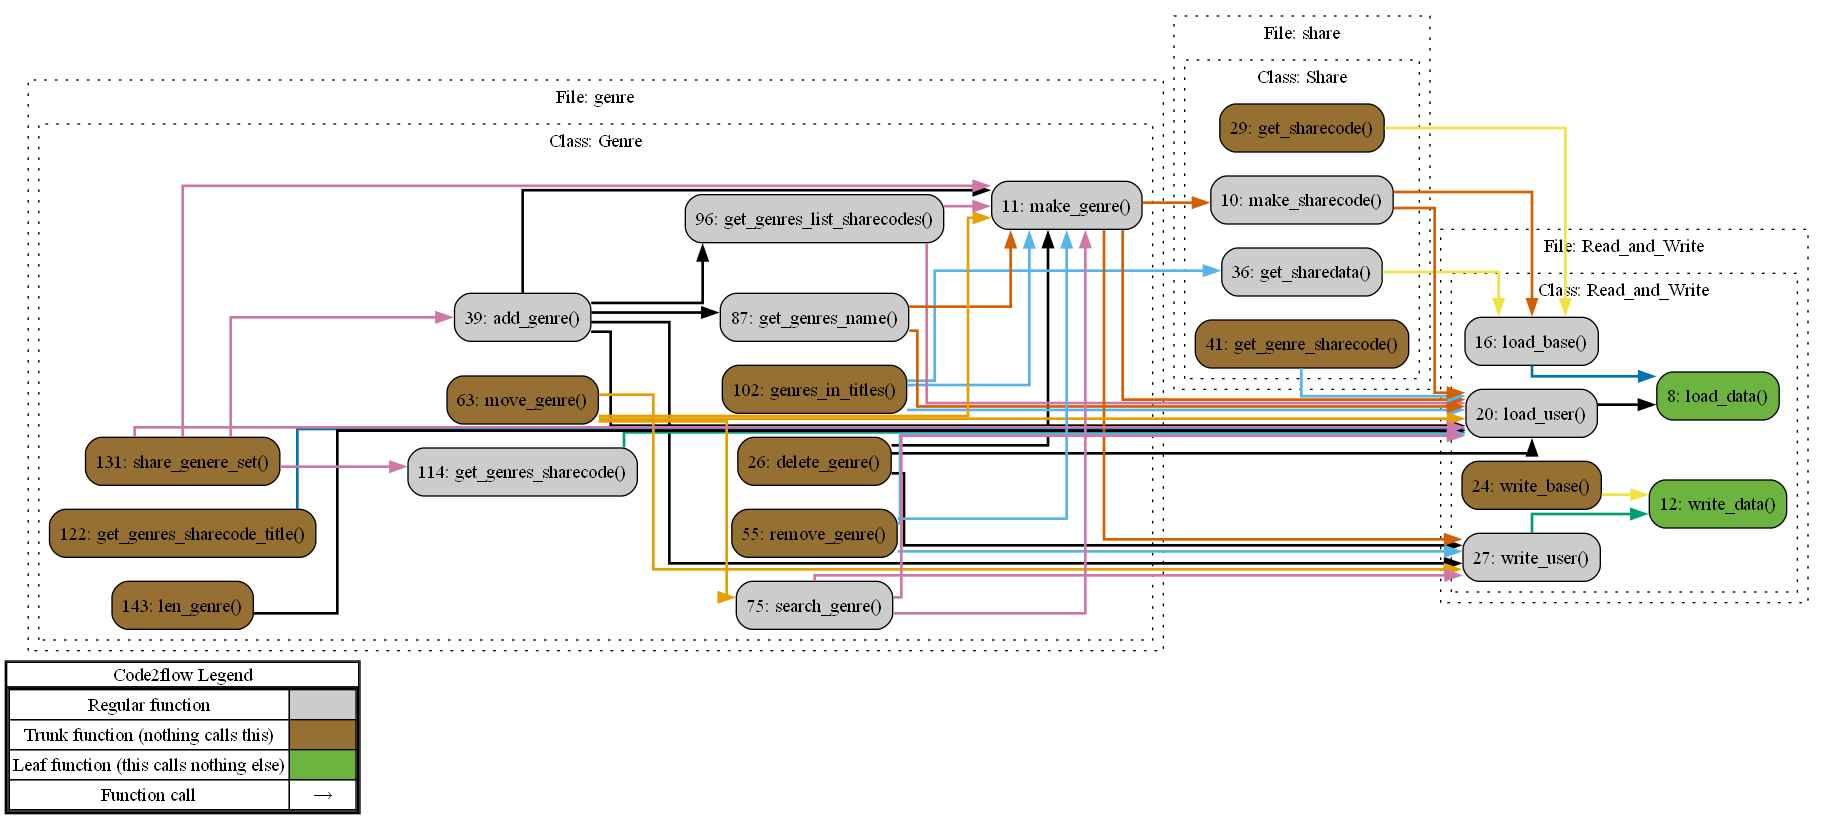 File: share
Class: Share
29: get_sharecode()
10: make_sharecode()
36: get_sharedata()
41: get_genre_sharecode()
File: genre
Class: Genre
11: make_genre()
96: get_genres_list_sharecodes()
39: add_genre()
87: get_genres_name()
102: genres_in_titles()
63: move_genre()
131: share_genere_set()
114: get_genres_sharecode()
26: delete_genre()
122: get_genres_sharecode_title()
55: remove_genre()
143: len_genre()
75: search_genre()
File: Read_and_Write
Class: Read_and_Write
16: load_base()
8: load_data()
20: load_user()
24: write_base()
12: write_data()
27: write_user()
Code2flow Legend
Regular function
Trunk function (nothing calls this)
Leaf function (this calls nothing else)
Function call →